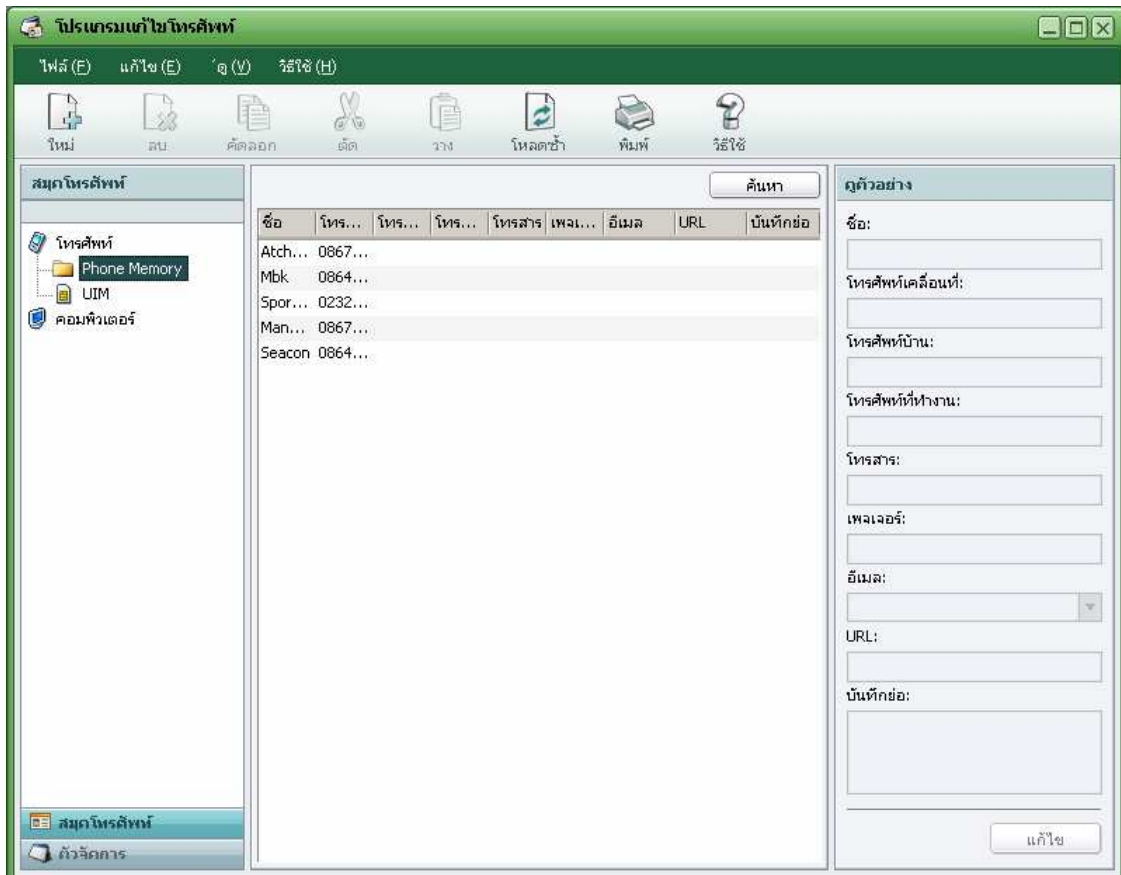 โปรแกรมแก้ไขโทรศัพท์
ไฟล์ (F) แก้ไข (E) ดู (V) วิธีใช้ (H)
ใหม่ ลบ คัดลอก ตัด วาง โหลดซ้ำ พิมพ์ วิธีใช้
สมุดโทรศัพท์
โทรศัพท์
Phone Memory
UIM
คอมพิวเตอร์
สมุดโทรศัพท์
ตัวจัดการ
ค้นหา
ชื่อ โทร... โทร... โทร... โทรสาร เพลเ... อีเมล URL บันทึกย่อ
Atch... 0867...
Mbk 0864...
Spor... 0232...
Man... 0867...
Seacon 0864...
ดูตัวอย่าง
ชื่อ:
โทรศัพท์เคลื่อนที่:
โทรศัพท์บ้าน:
โทรศัพท์ที่ทำงาน:
โทรสาร:
เพลเจอร์:
อีเมล:
URL:
บันทึกย่อ:
แก้ไข